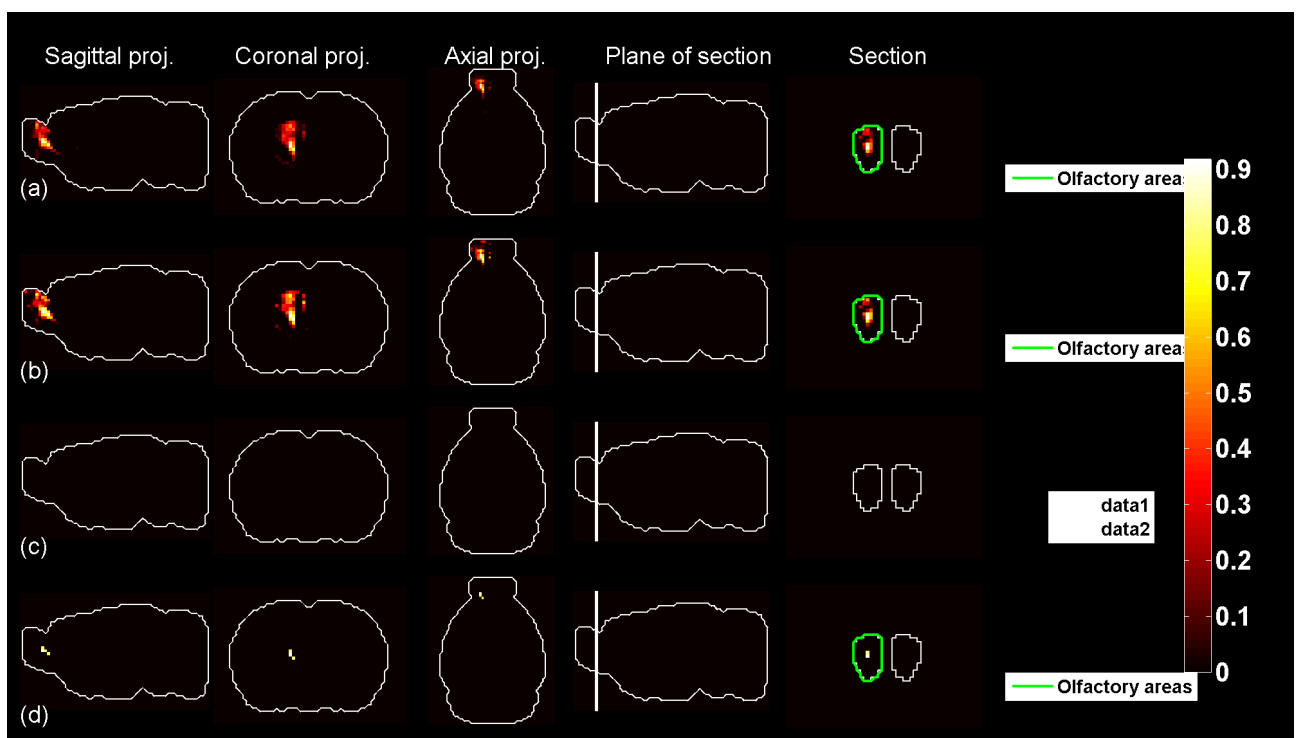 Sagittal proj. Coronal proj. Axial proj. Plane of section Section
(a)
Olfactory areas
(b)
Olfactory areas
(c)
data1
data2
(d)
Olfactory areas
0.9
0.8
0.7
0.6
0.5
0.4
0.3
0.2
0.1
0